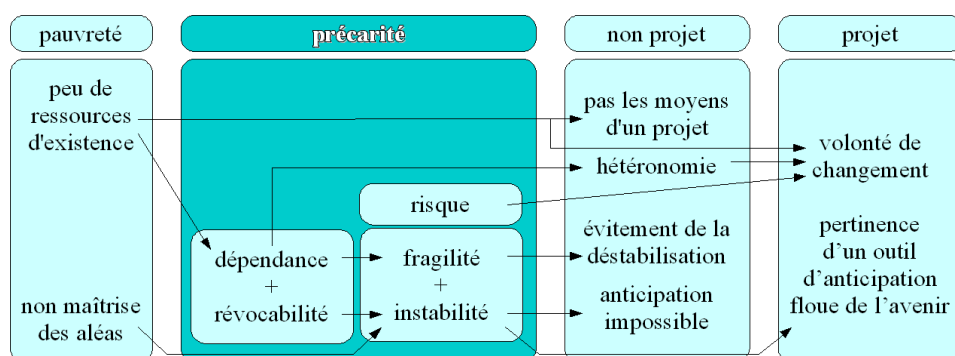 pauvreté
précarité
non projet
projet
peu de
ressources
d'existence
non maîtrise
des aléas
dépendance
+
révocabilité
risque
fragilité
+
instabilité
pas les moyens
d'un projet
hétéronomie
évitement de la
déstabilisation
anticipation
impossible
volonté de
changement
pertinence
d’un outil
d’anticipation
floue de l’avenir